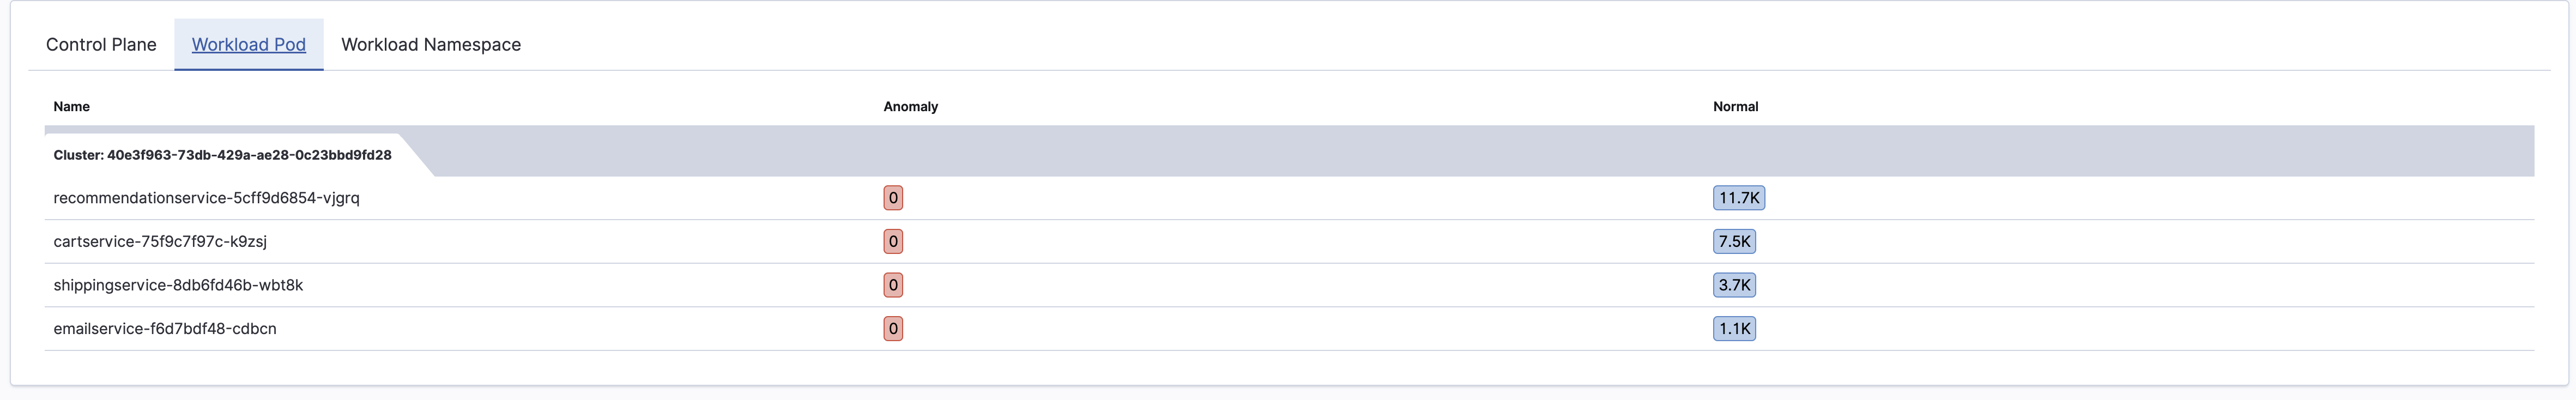 Control Plane Workload Pod Workload Namespace
Name Anomaly Normal
Cluster: 40e3f963-73db-429a-ae28-0c23bbd9fd28
recommendationservice-5cff9d6854-vjgrq 0 11.7K
cartservice-75f9c7f97c-k9zsj 0 7.5K
shippingservice-8db6fd46b-wbt8k 0 3.7K
emailservice-f6d7bdf48-cdbcn 0 1.1K